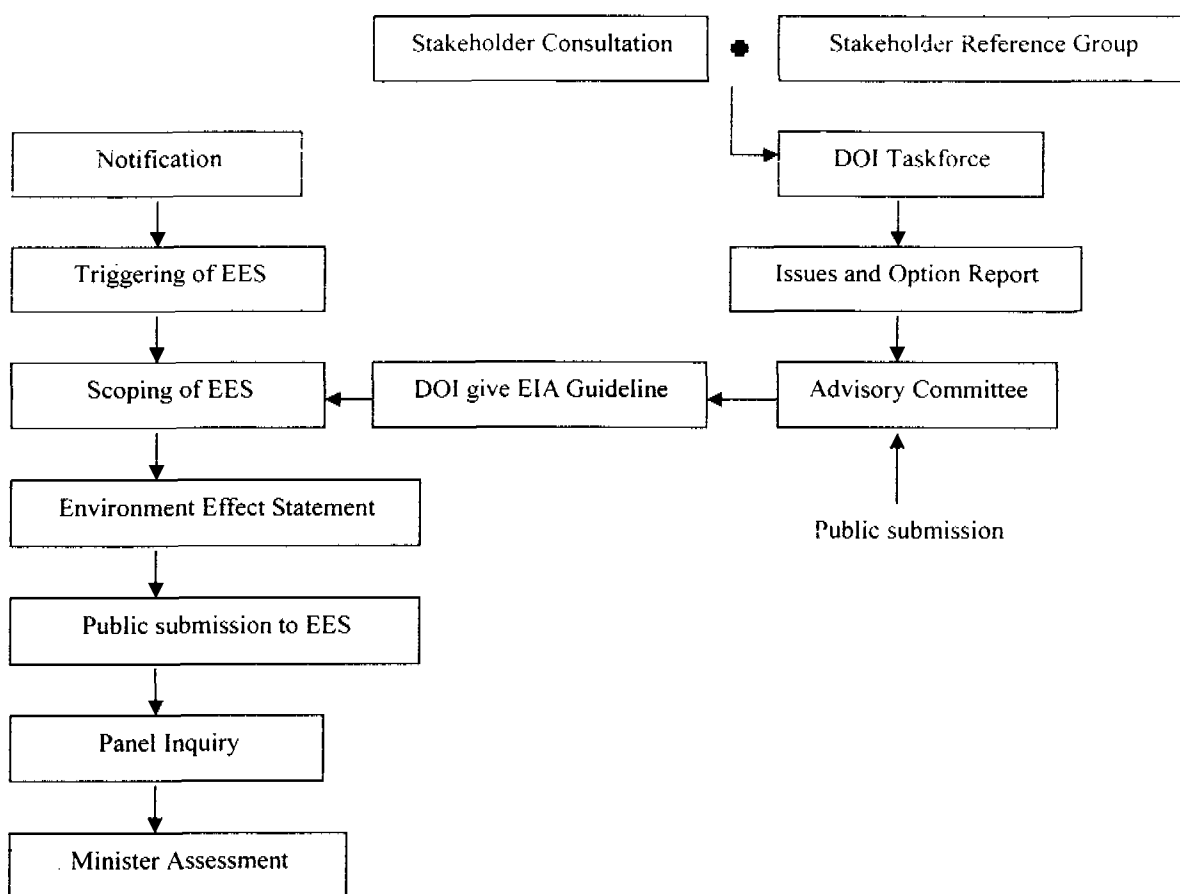 Stakeholder Consultation
Stakeholder Reference Group
Notification
DOI Taskforce
Triggering of EES
Issues and Option Report
Scoping of EES
DOI give EIA Guideline
Advisory Committee
Environment Effect Statement
Public submission
Public submission to EES
Panel Inquiry
Minister Assessment